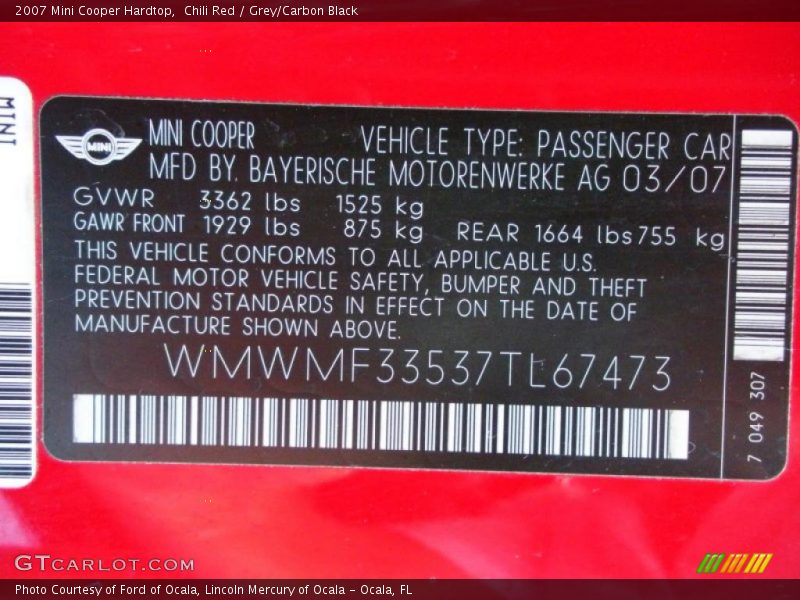 2007 Mini Cooper Hardtop,  Chili Red / Grey/Carbon Black
MINI
MINI
MINI COOPER VEHICLE TYPE: PASSENGER CAR
MFD BY. BAYERISCHE MOTORENWERKE AG 03/07
GVWR 3362 lbs 1525 kg
GAWR FRONT 1929 lbs 875 kg REAR 1664 lbs 755 kg
THIS VEHICLE CONFORMS TO ALL APPLICABLE U.S.
FEDERAL MOTOR VEHICLE SAFETY, BUMPER AND THEFT
PREVENTION STANDARDS IN EFFECT ON THE DATE OF
MANUFACTURE SHOWN ABOVE.
WMWMF33537TL67473
7 049 307
GTCARLOT.COM
Photo Courtesy of Ford of Ocala, Lincoln Mercury of Ocala - Ocala, FL